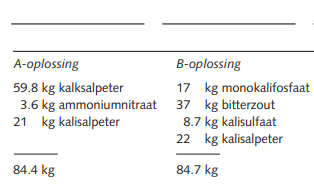 A-oplossing
59.8 kg kalksalpeter
3.6 kg ammoniumnitraat
21 kg kalisalpeter
84.4 kg
B-oplossing
17 kg monokalifosfaat
37 kg bitterzout
8.7 kg kalisulfaat
22 kg kalisalpeter
84.7 kg